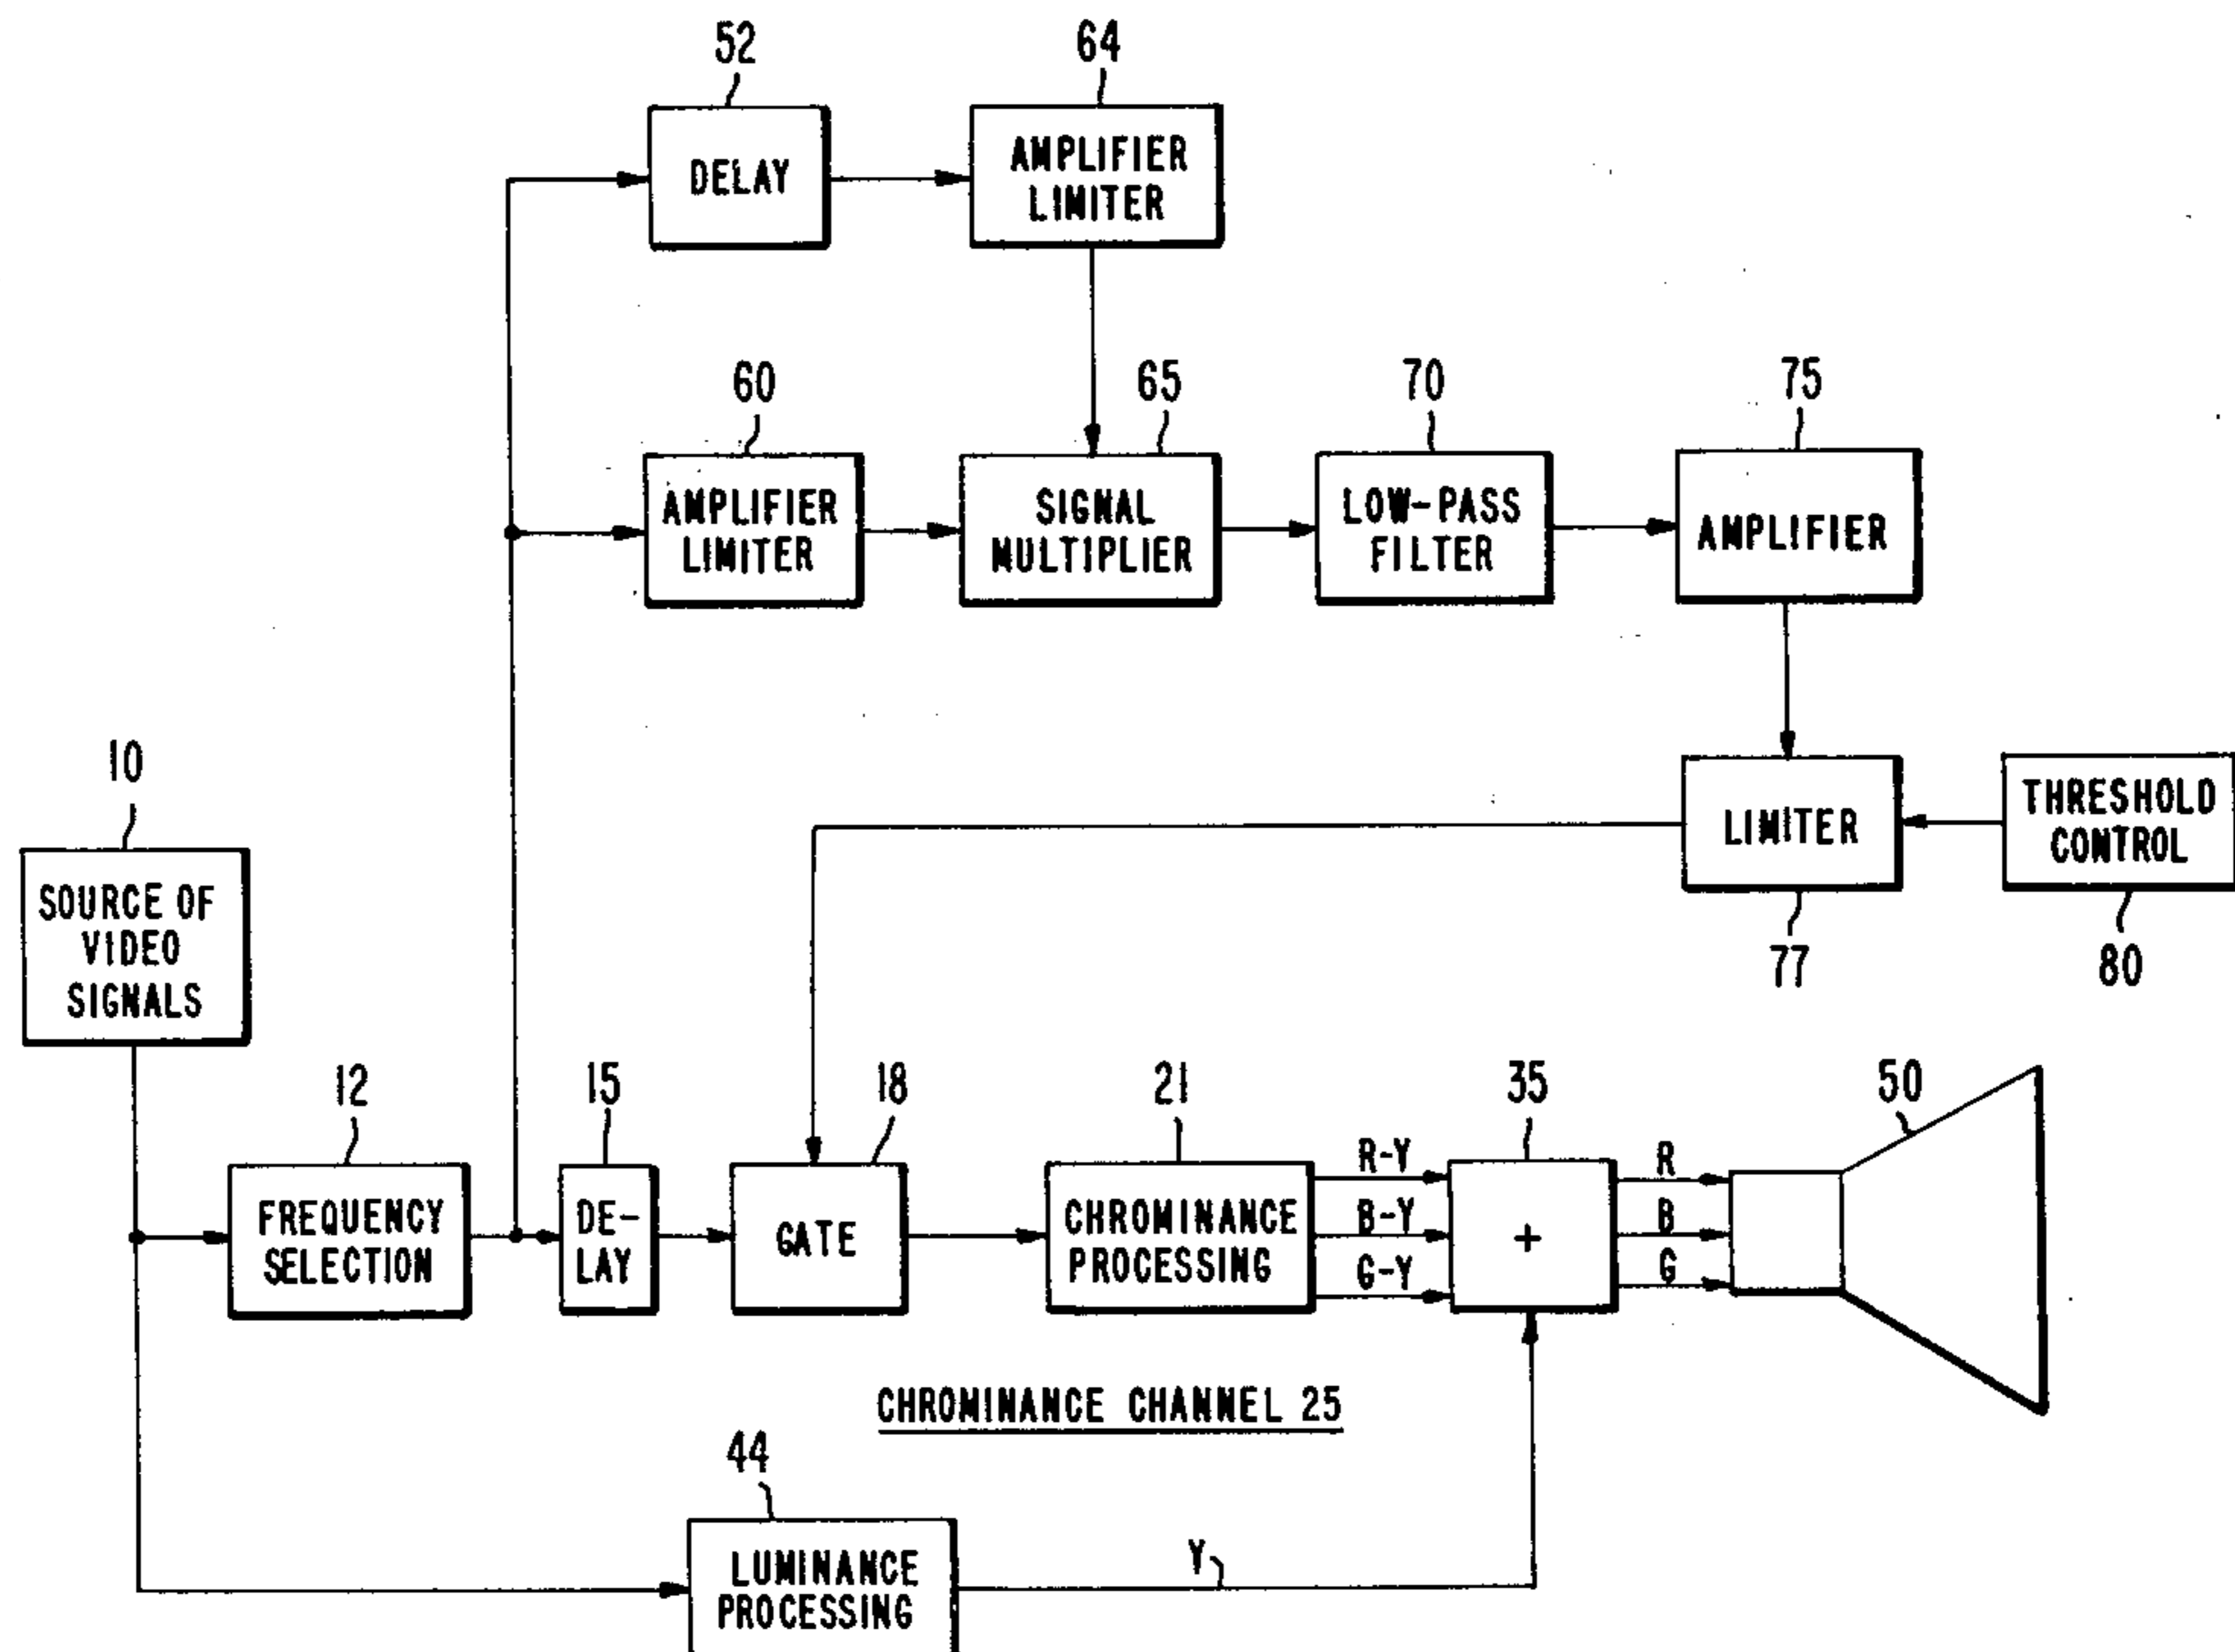 52
64
DELAY
AMPLIFIER
LIMITER
60
65
70
75
AMPLIFIER
LIMITER
SIGNAL
MULTIPLIER
LOW-PASS
FILTER
AMPLIFIER
10
SOURCE OF
VIDEO
SIGNALS
LIMITER
THRESHOLD
CONTROL
77
80
12
15
18
21
35
50
FREQUENCY
SELECTION
DE-
LAY
GATE
CHROMINANCE
PROCESSING
R-Y
B-Y
G-Y
+
R
B
G
CHROMINANCE CHANNEL 25
44
LUMINANCE
PROCESSING
Y